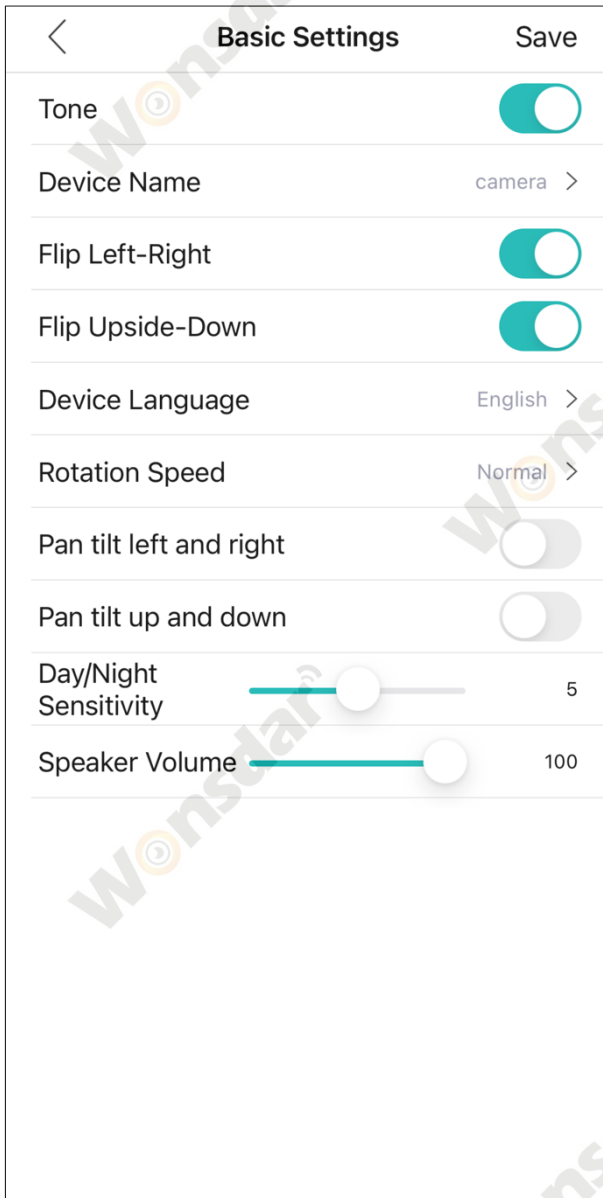 Basic Settings Save
Tone
Device Name camera
Flip Left-Right
Flip Upside-Down
Device Language English
Rotation Speed Normal
Pan tilt left and right
Pan tilt up and down
Day/Night
Sensitivity 5
Speaker Volume 100
wonsdar
wonsdar
wons
wons